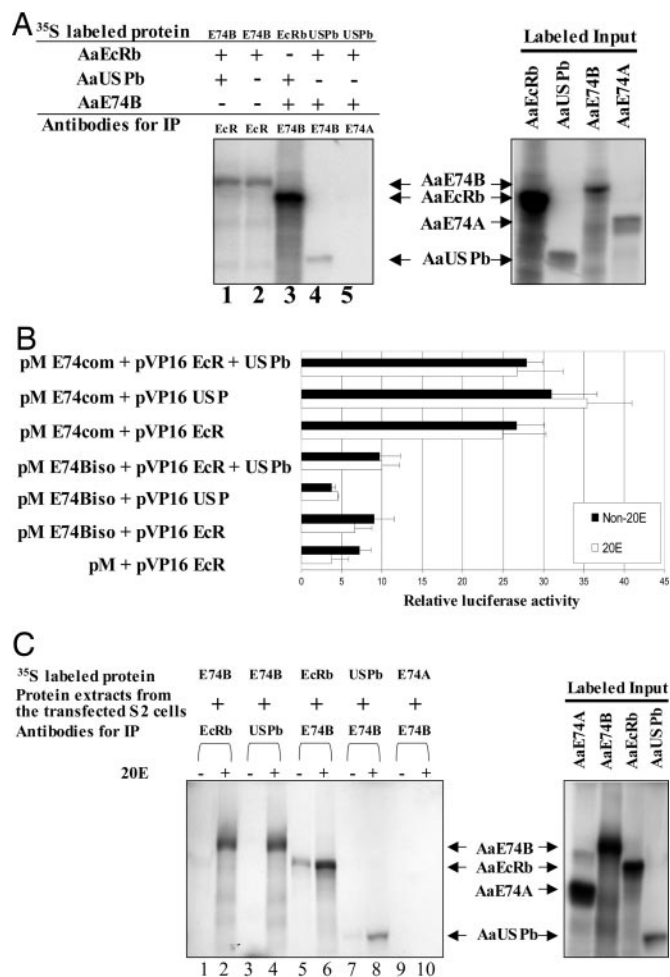 A
³⁵S labeled protein E74B E74B EcRb USPb USPb
AaEcRb + + - + +
AaUSPb + - - - -
AaE74B - - + + +
Antibodies for IP EcR EcR E74B E74B E74A
1 2 3 4 5
AaE74B
AaEcRb
AaE74A
AaUSPb
Labeled Input
AaEcRb AaUSPb AaE74B AaE74A
B
pM E74com + pVP16 EcR + USPb
pM E74com + pVP16 USP
pM E74com + pVP16 EcR
pM E74Biso + pVP16 EcR + USPb
pM E74Biso + pVP16 USP
pM E74Biso + pVP16 EcR
pM + pVP16 EcR
Non-20E
20E
0 5 10 15 20 25 30 35 40 45
Relative luciferase activity
C
³⁵S labeled protein E74B E74B EcRb USPb E74A
Protein extracts from
the transfected S2 cells + + + + +
Antibodies for IP EcRb USPb E74B E74B E74B
20E - + - + - + - + - +
1 2 3 4 5 6 7 8 9 10
AaE74B
AaEcRb
AaE74A
AaUSPb
Labeled Input
AaE74A AaE74B AaEcRb AaUSPb